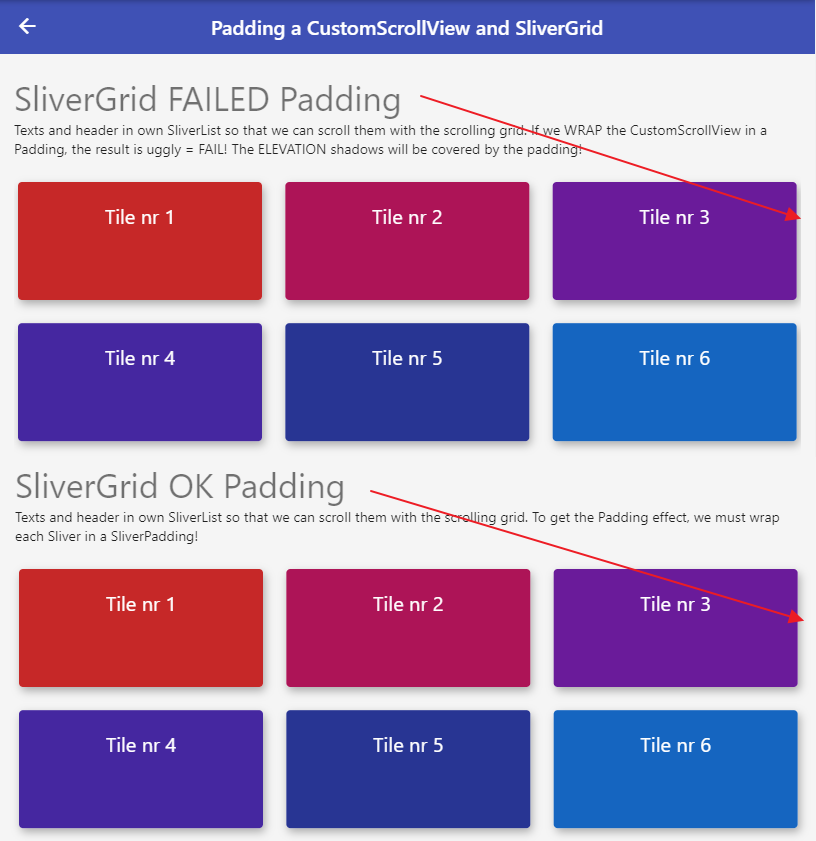 Padding a CustomScrollView and SliverGrid
SliverGrid FAILED Padding
Texts and header in own SliverList so that we can scroll them with the scrolling grid. If we WRAP the CustomScrollView in a
Padding, the result is uggly = FAIL! The ELEVATION shadows will be covered by the padding!
Tile nr 1
Tile nr 2
Tile nr 3
Tile nr 4
Tile nr 5
Tile nr 6
SliverGrid OK Padding
Texts and header in own SliverList so that we can scroll them with the scrolling grid. To get the Padding effect, we must wrap
each Sliver in a SliverPadding!
Tile nr 1
Tile nr 2
Tile nr 3
Tile nr 4
Tile nr 5
Tile nr 6